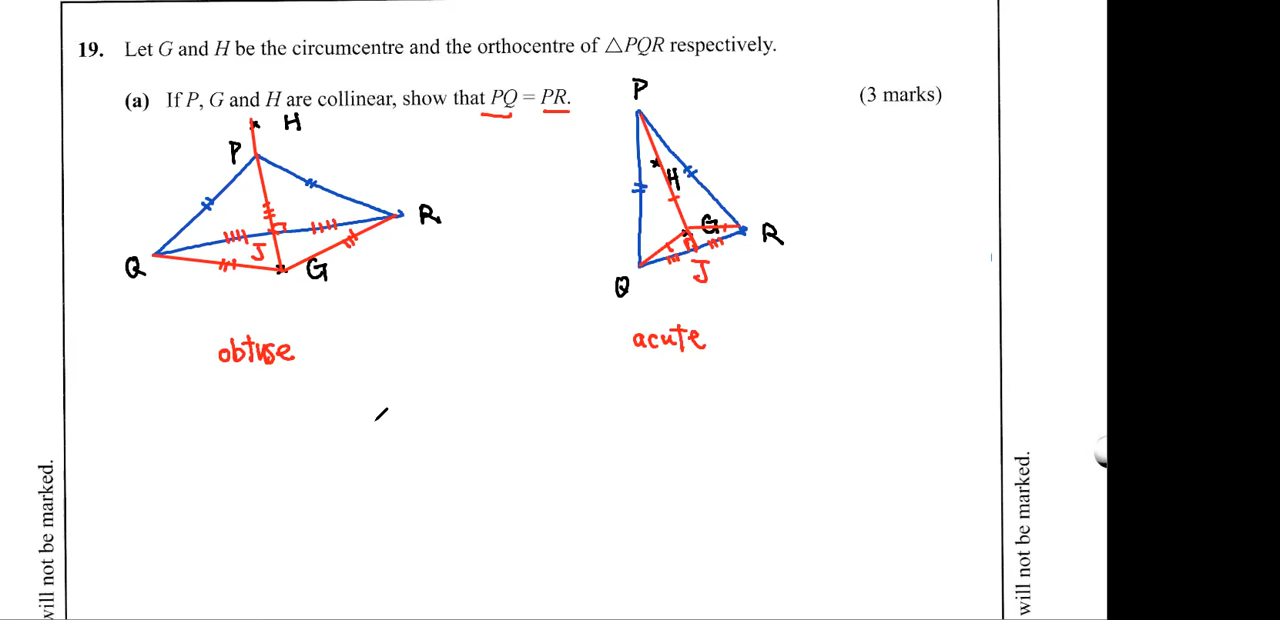 19. Let G and H be the circumcentre and the orthocentre of △PQR respectively.
(a) If P, G and H are collinear, show that PQ = PR.
(3 marks)
H
P
J
R
Q
G
obtuse
P
H
G
R
J
Q
acute
will not be marked.
will not be marked.